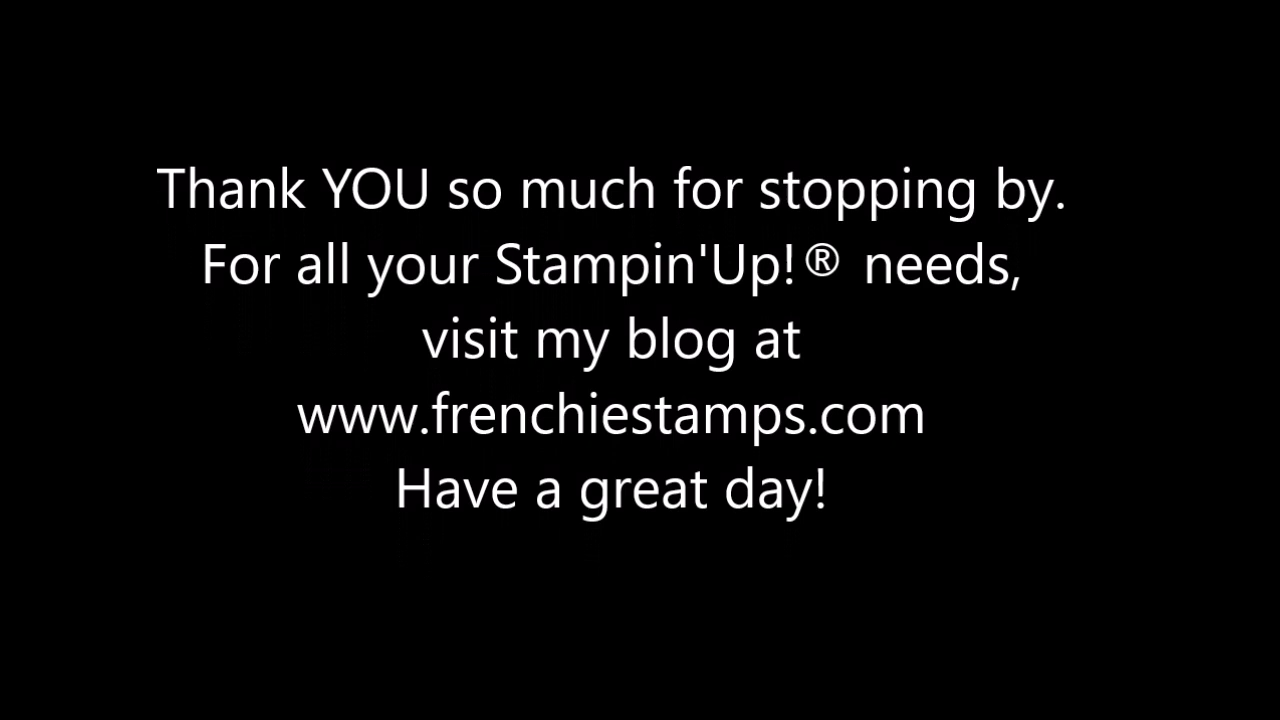 Thank YOU so much for stopping by.
For all your Stampin'Up!® needs,
visit my blog at
www.frenchiestamps.com
Have a great day!